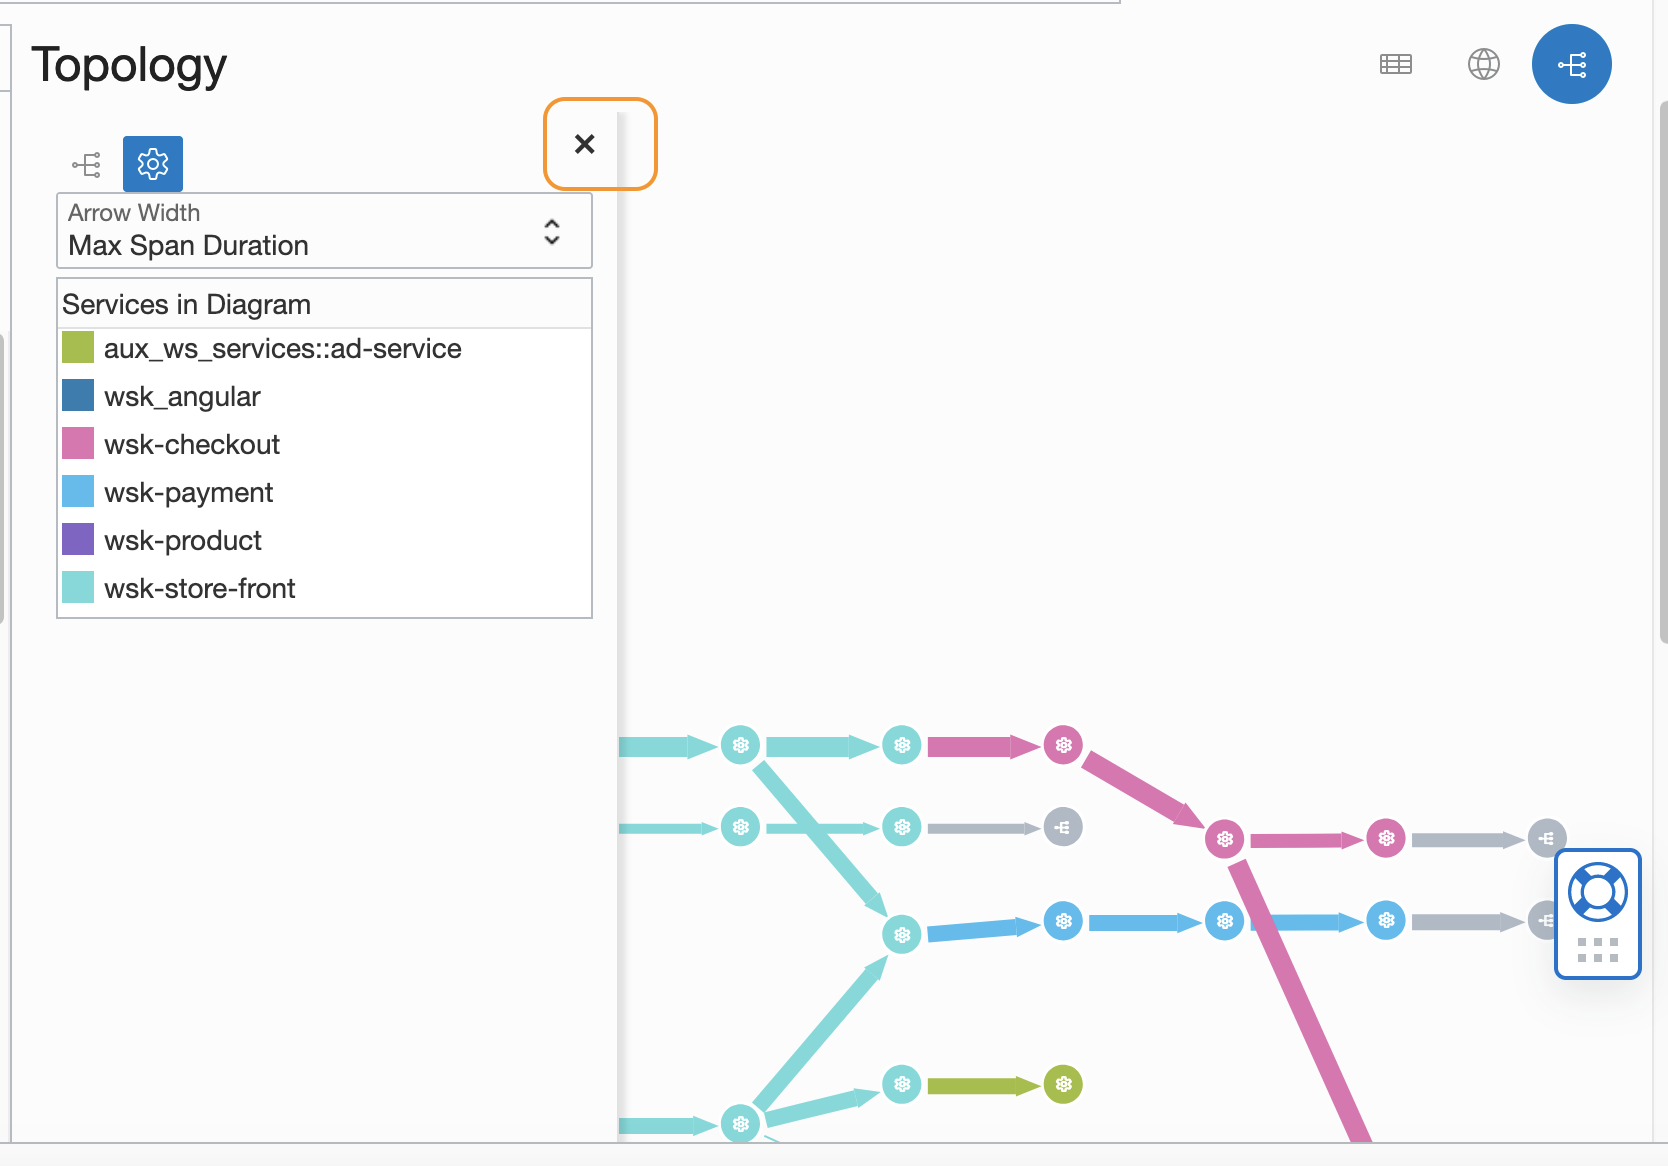 Topology
Arrow Width
Max Span Duration
Services in Diagram
aux_ws_services::ad-service
wsk_angular
wsk-checkout
wsk-payment
wsk-product
wsk-store-front